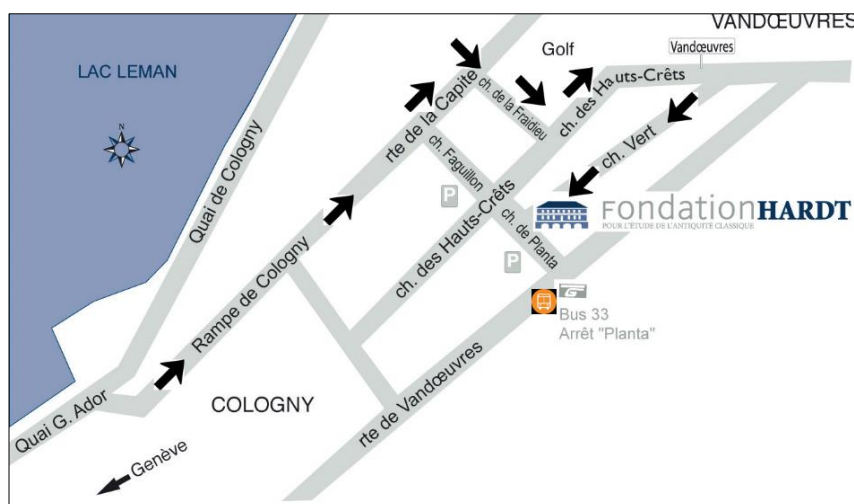 VANDŒUVRES
Golf
Vandœuvres
LAC LEMAN
ch. des Hauts-Crêts
ch. de la Fraidieu
rte de la Capite
N
Quai de Cologny
ch. Faguillon
ch. Vert
P
FONDATION HARDT
POUR L'ETUDE DE L'ANTIQUITÉ CLASSIQUE
ch. des Hauts-Crêts
ch. de Planta
P
Rampe de Cologny
Bus 33
Arrêt "Planta"
rte de Vandœuvres
COLOGNY
Quai G. Ador
Genève